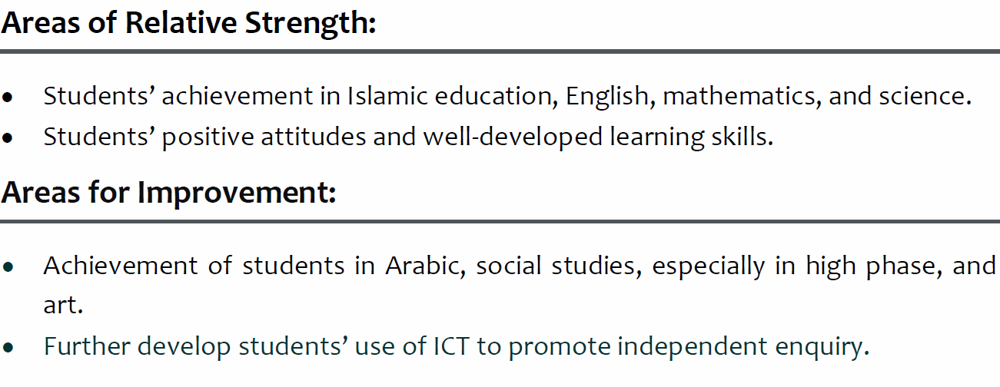 Areas of Relative Strength:
• Students’ achievement in Islamic education, English, mathematics, and science.
• Students’ positive attitudes and well-developed learning skills.
Areas for Improvement:
• Achievement of students in Arabic, social studies, especially in high phase, and
art.
• Further develop students’ use of ICT to promote independent enquiry.